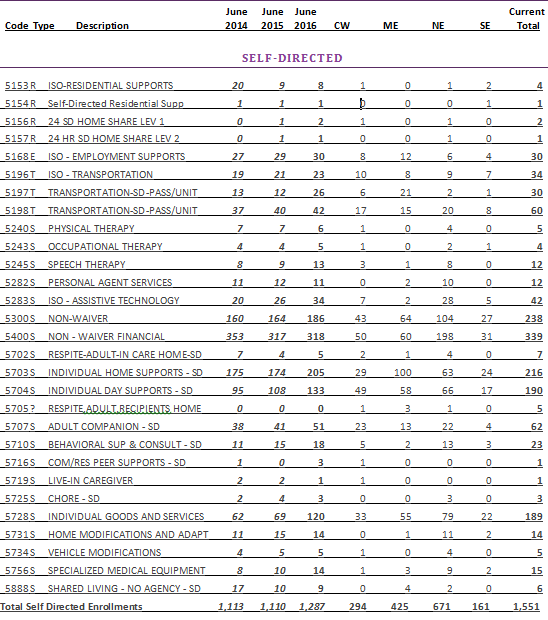 June June June Current
Code Type Description 2014 2015 2016 CW ME NE SE Total
SELF-DIRECTED
5153 R ISO-RESIDENTIAL SUPPORTS 20 9 8 1 0 1 2 4
5154 R Self-Directed Residential Supp 1 1 1 0 0 0 1 1
5156 R 24 SD HOME SHARE LEV 1 0 1 2 1 0 1 0 2
5157 R 24 HR SD HOME SHARE LEV 2 0 1 1 0 0 1 0 1
5168 E ISO - EMPLOYMENT SUPPORTS 27 29 30 8 12 6 4 30
5196 T ISO - TRANSPORTATION 19 21 23 10 8 9 7 34
5197 T TRANSPORTATION-SD-PASS/UNIT 13 12 26 6 21 2 1 30
5198 T TRANSPORTATION-SD-PASS/UNIT 37 40 42 17 15 20 8 60
5240 S PHYSICAL THERAPY 7 7 6 1 0 4 0 5
5243 S OCCUPATIONAL THERAPY 4 4 5 1 0 2 1 4
5245 S SPEECH THERAPY 8 9 13 3 1 8 0 12
5282 S PERSONAL AGENT SERVICES 11 12 11 0 2 10 0 12
5283 S ISO - ASSISTIVE TECHNOLOGY 20 26 34 7 2 28 5 42
5300 S NON-WAIVER 160 164 186 43 64 104 27 238
5400 S NON - WAIVER FINANCIAL 353 317 318 50 60 198 31 339
5702 S RESPITE-ADULT-IN CARE HOME-SD 7 4 5 2 1 4 0 7
5703 S INDIVIDUAL HOME SUPPORTS - SD 175 174 205 29 100 63 24 216
5704 S INDIVIDUAL DAY SUPPORTS - SD 95 108 133 49 58 66 17 190
5705 ? RESPITE,ADULT,RECIPIENTS HOME 0 0 0 1 3 1 0 5
5707 S ADULT COMPANION - SD 38 41 51 23 13 22 4 62
5710 S BEHAVIORAL SUP & CONSULT - SD 11 15 18 5 2 13 3 23
5716 S COM/RES PEER SUPPORTS - SD 1 0 3 1 0 0 0 1
5719 S LIVE-IN CAREGIVER 2 2 1 1 0 0 0 1
5725 S CHORE - SD 2 4 3 0 0 3 0 3
5728 S INDIVIDUAL GOODS AND SERVICES 62 69 120 33 55 79 22 189
5731 S HOME MODIFICATIONS AND ADAPT 11 15 14 0 1 11 2 14
5734 S VEHICLE MODIFICATIONS 4 5 5 1 0 4 0 5
5756 S SPECIALIZED MEDICAL EQUIPMENT 8 10 14 1 3 9 2 15
5888 S SHARED LIVING - NO AGENCY - SD 17 10 9 0 4 2 0 6
Total Self Directed Enrollments 1,113 1,110 1,287 294 425 671 161 1,551